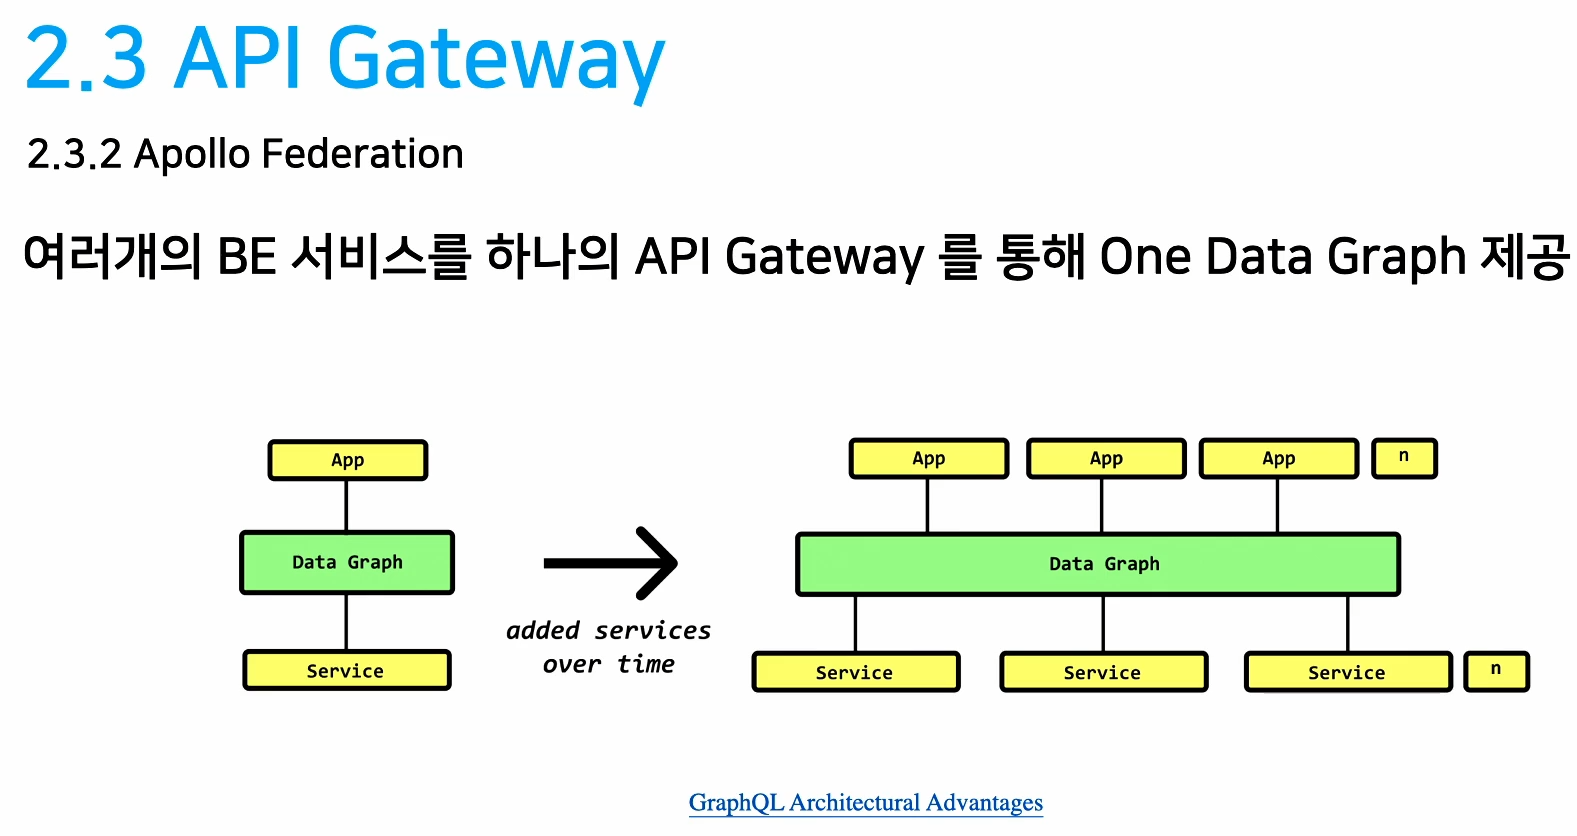 2.3 API Gateway
2.3.2 Apollo Federation
여러개의 BE 서비스를 하나의 API Gateway 를 통해 One Data Graph 제공
App
Data Graph
Service
added services
over time
App App App n
Data Graph
Service Service Service n
GraphQL Architectural Advantages